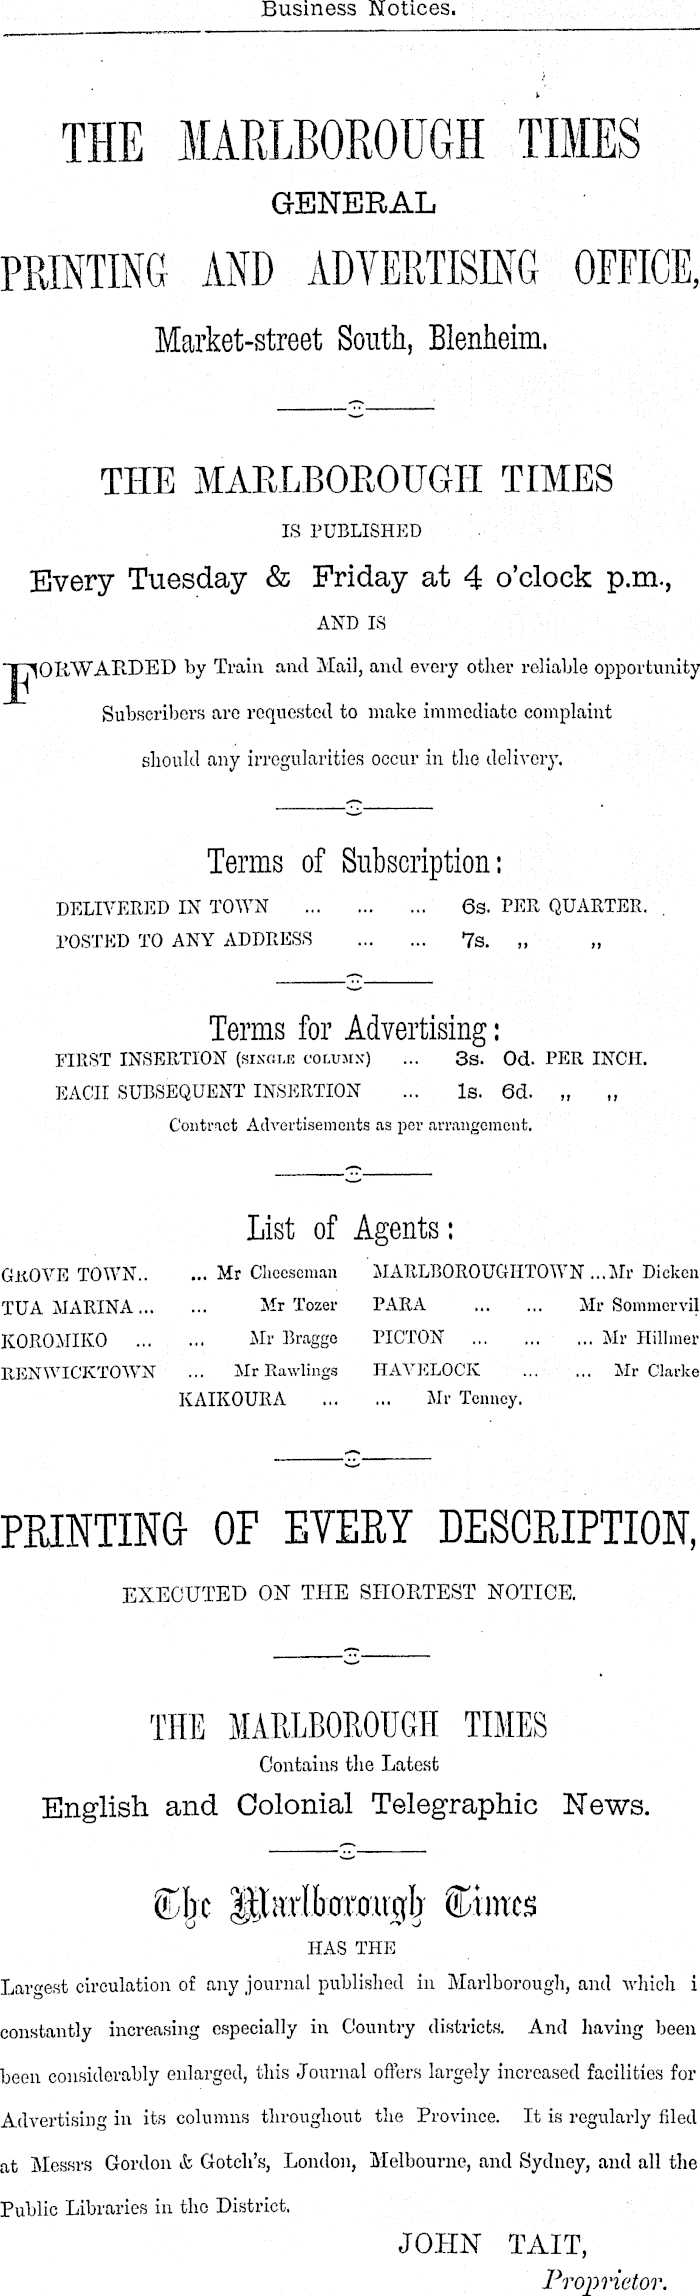 Business Notices.
THE MARLBOROUGH TIMES
GENERAL
PRINTING AND ADVERTISING OFFICE,
Market-street South, Blenheim.
THE MARLBOROUGH TIMES
IS PUBLISHED
Every Tuesday & Friday at 4 o'clock p.m.,
AND IS
FORWARDED by Train and Mail, and every other reliable opportunity
Subscribers are requested to make immediate complaint
should any irregularities occur in the delivery.
Terms of Subscription:
DELIVERED IN TOWN ... ... ... 6s. PER QUARTER.
POSTED TO ANY ADDRESS ... ... 7s. „ „
Terms for Advertising:
FIRST INSERTION (SINGLE COLUMN) ... 3s. 0d. PER INCH.
EACH SUBSEQUENT INSERTION ... 1s. 6d. „ „
Contract Advertisements as per arrangement.
List of Agents:
GROVE TOWN.. ... Mr Cheeseman MARLBOROUGHTOWN ...Mr Dicken
TUA MARINA... ... Mr Tozer PARA ... ... Mr Sommervil
KOROMIKO ... ... Mr Bragge PICTON ... ... ... Mr Hillmer
RENWICKTOWN ... Mr Rawlings HAVELOCK ... ... Mr Clarke
KAIKOURA ... ... Mr Tenney.
PRINTING OF EVERY DESCRIPTION,
EXECUTED ON THE SHORTEST NOTICE.
THE MARLBOROUGH TIMES
Contains the Latest
English and Colonial Telegraphic News.
The Marlborough Times
HAS THE
Largest circulation of any journal published in Marlborough, and which i
constantly increasing especially in Country districts. And having been
been considerably enlarged, this Journal offers largely increased facilities for
Advertising in its columns throughout the Province. It is regularly filed
at Messrs Gordon & Gotch's, London, Melbourne, and Sydney, and all the
Public Libraries in the District.
JOHN TAIT,
Proprietor.